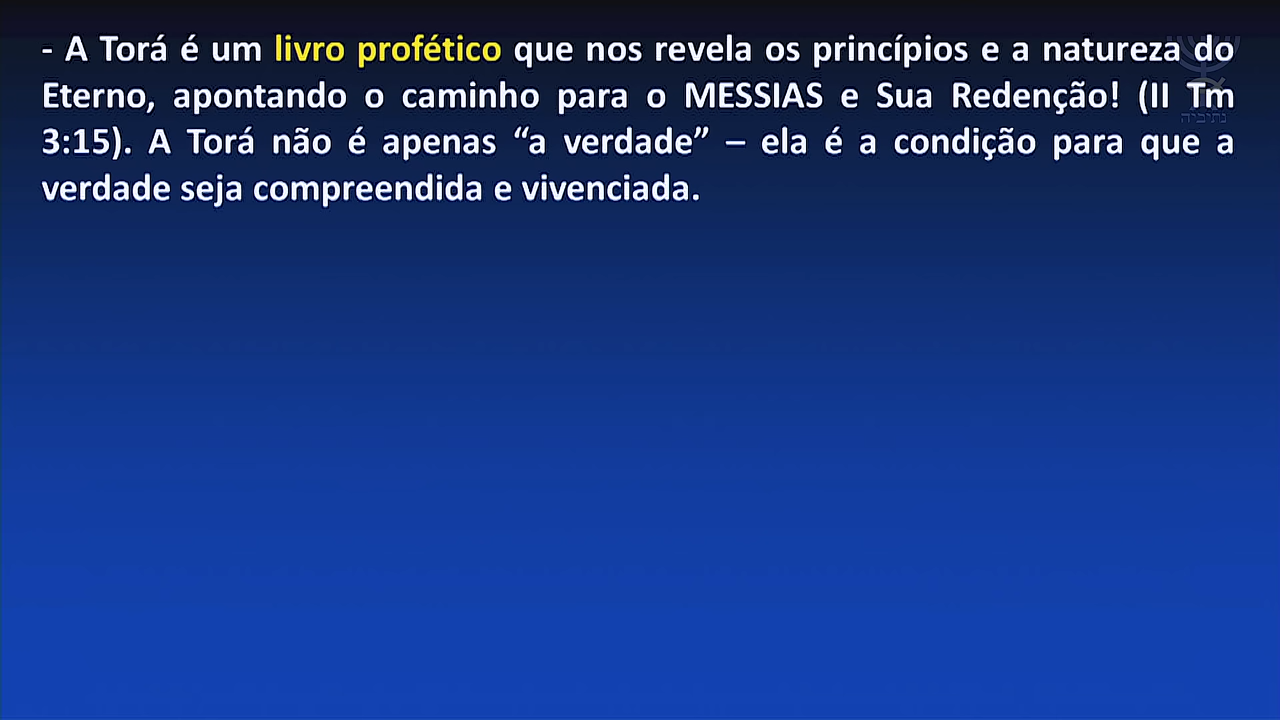 - A Torá é um livro profético que nos revela os princípios e a natureza do
Eterno, apontando o caminho para o MESSIAS e Sua Redenção! (II Tm
3:15). A Torá não é apenas “a verdade” – ela é a condição para que a
verdade seja compreendida e vivenciada.
נתיביה